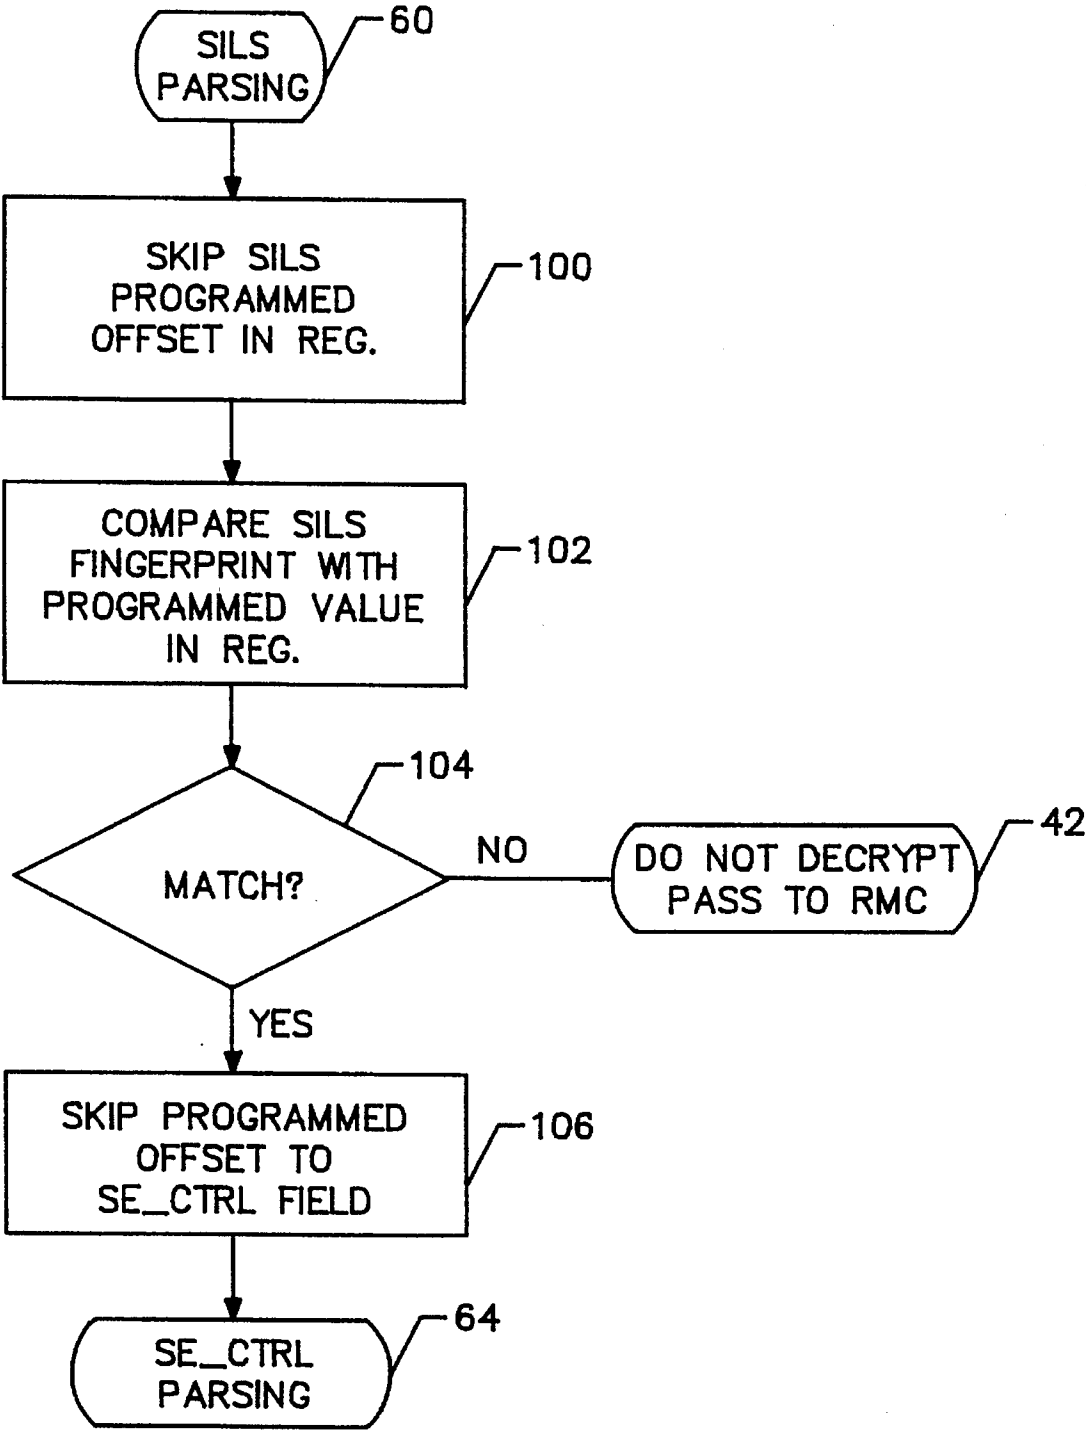 SILS
PARSING
60
SKIP SILS
PROGRAMMED
OFFSET IN REG.
100
COMPARE SILS
FINGERPRINT WITH
PROGRAMMED VALUE
IN REG.
102
104
MATCH?
NO
DO NOT DECRYPT
PASS TO RMC
42
YES
SKIP PROGRAMMED
OFFSET TO
SE_CTRL FIELD
106
SE_CTRL
PARSING
64